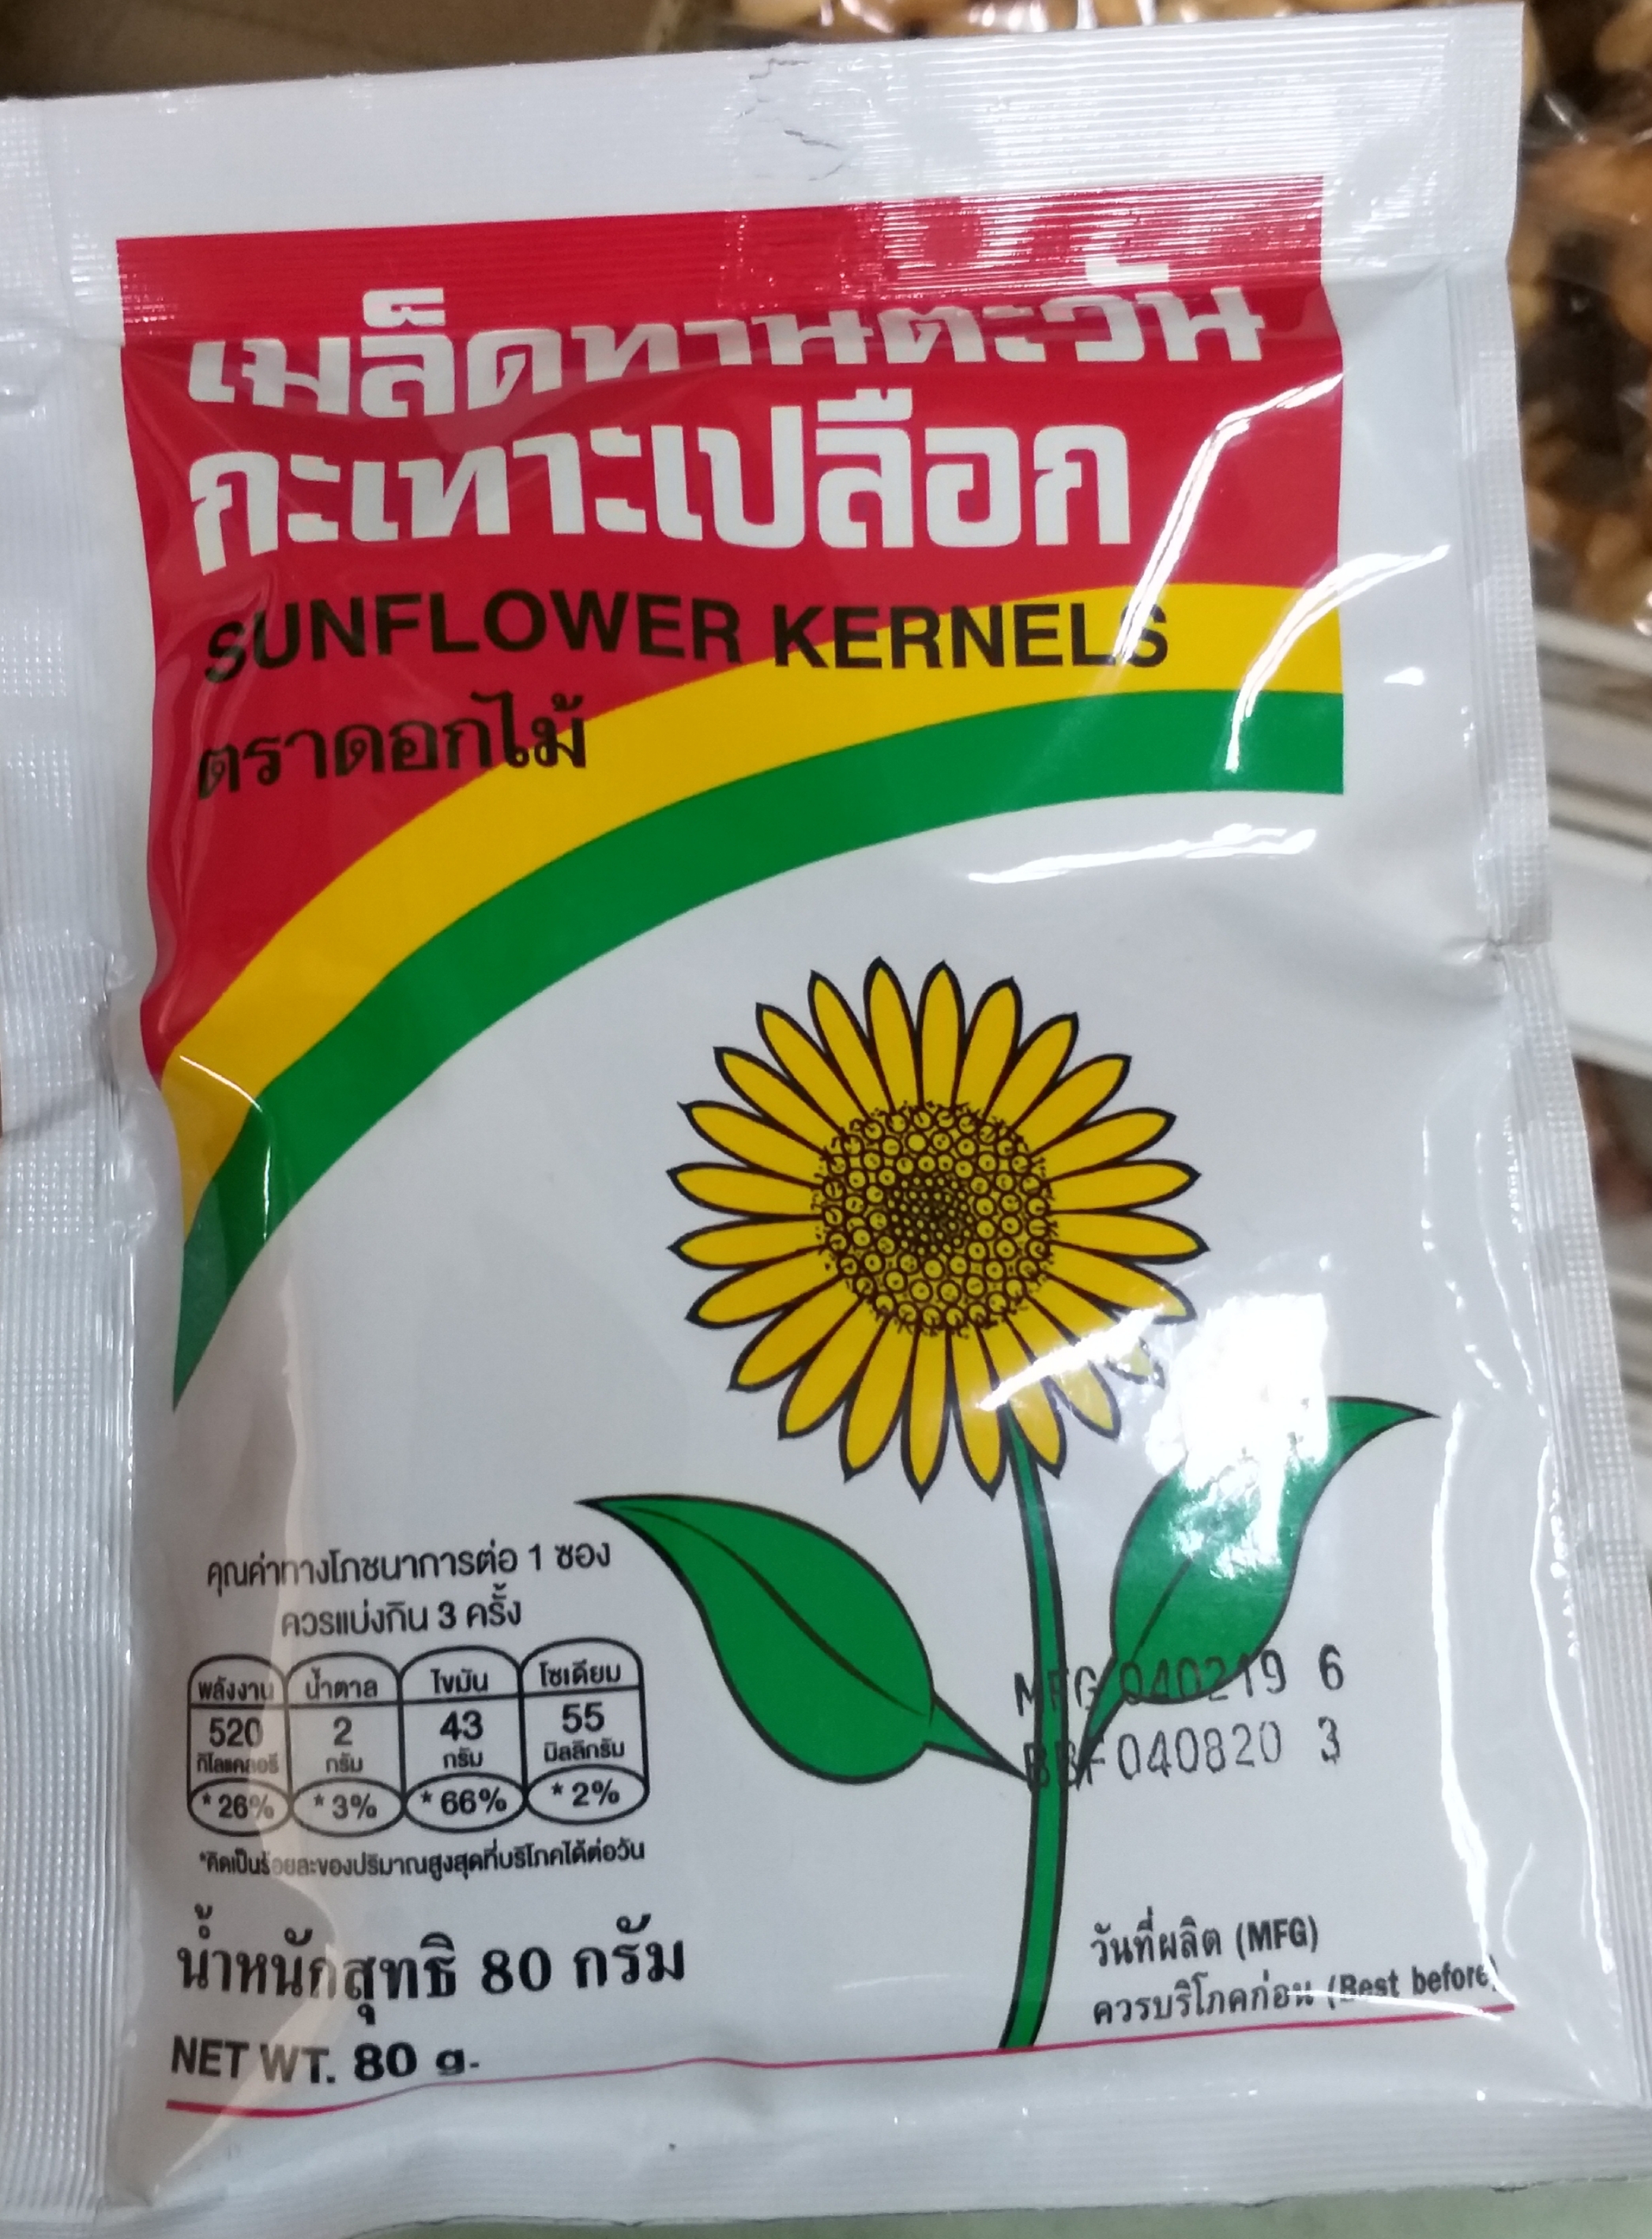 เมล็ดทานตะวัน
กะเทาะเปลือก
SUNFLOWER KERNELS
ตราดอกไม้
คุณค่าทางโภชนาการต่อ 1 ซอง
ควรแบ่งกิน 3 ครั้ง
พลังงาน น้ำตาล ไขมัน โซเดียม
520 2 43 55
กิโลแคลอรี กรัม กรัม มิลลิกรัม
*26% *3% *66% *2%
*คิดเป็นร้อยละของปริมาณสูงสุดที่บริโภคได้ต่อวัน
MFG 040219 6
BBF 040820 3
น้ำหนักสุทธิ 80 กรัม
NET WT. 80 g.
วันที่ผลิต (MFG)
ควรบริโภคก่อน (Best before)